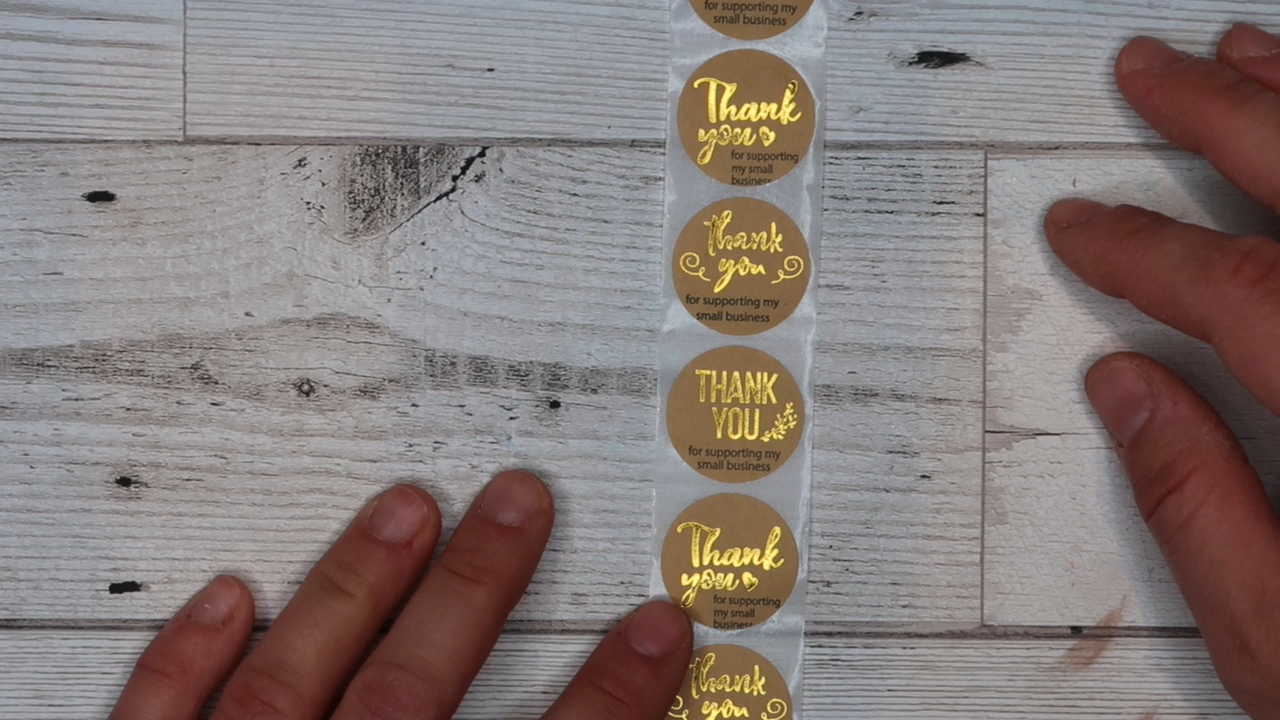 for supporting my
small business
Thank
you
for supporting
my small
business
thank
you
for supporting my
small business
THANK
YOU
for supporting my
small business
Thank
you
for supporting
my small
business
thank
you